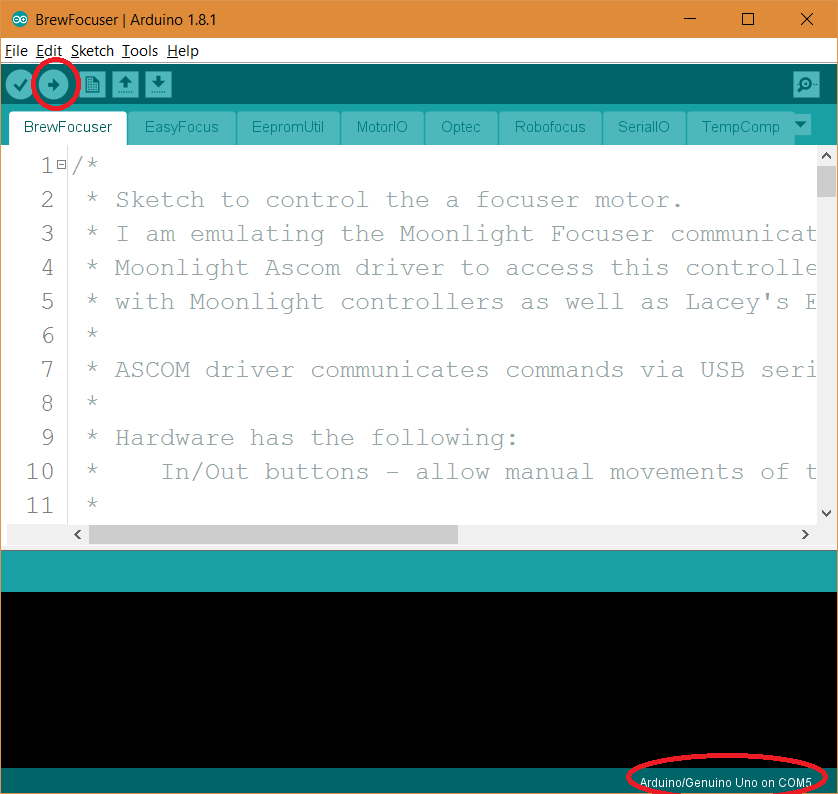 BrewFocuser | Arduino 1.8.1
File Edit Sketch Tools Help
BrewFocuser EasyFocus EepromUtil MotorIO Optec Robofocus SerialIO TempComp
1 /*
2 * Sketch to control the a focuser motor.
3 * I am emulating the Moonlight Focuser communicat
4 * Moonlight Ascom driver to access this controlle
5 * with Moonlight controllers as well as Lacey's E
6 *
7 * ASCOM driver communicates commands via USB seri
8 *
9 * Hardware has the following:
10 * In/Out buttons - allow manual movements of t
11 *
Arduino/Genuino Uno on COM5